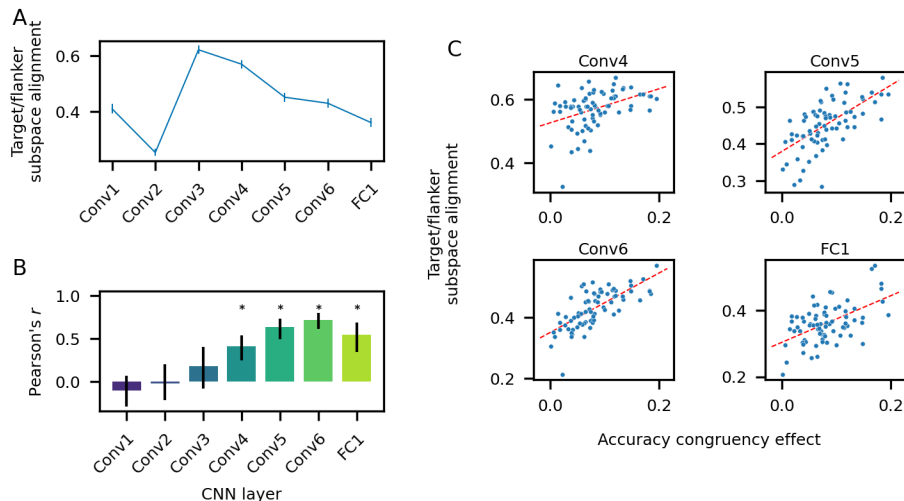 A
Target/flanker
subspace alignment
0.6
0.4
Conv1
Conv2
Conv3
Conv4
Conv5
Conv6
FC1
B
Pearson's r
1.0
0.5
0.0
* * * *
Conv1
Conv2
Conv3
Conv4
Conv5
Conv6
FC1
CNN layer
C
Target/flanker
subspace alignment
Conv4
0.6
0.4
0.0 0.2
Conv5
0.5
0.4
0.3
0.0 0.2
Conv6
0.4
0.2
0.0 0.2
FC1
0.4
0.2
0.0 0.2
Accuracy congruency effect